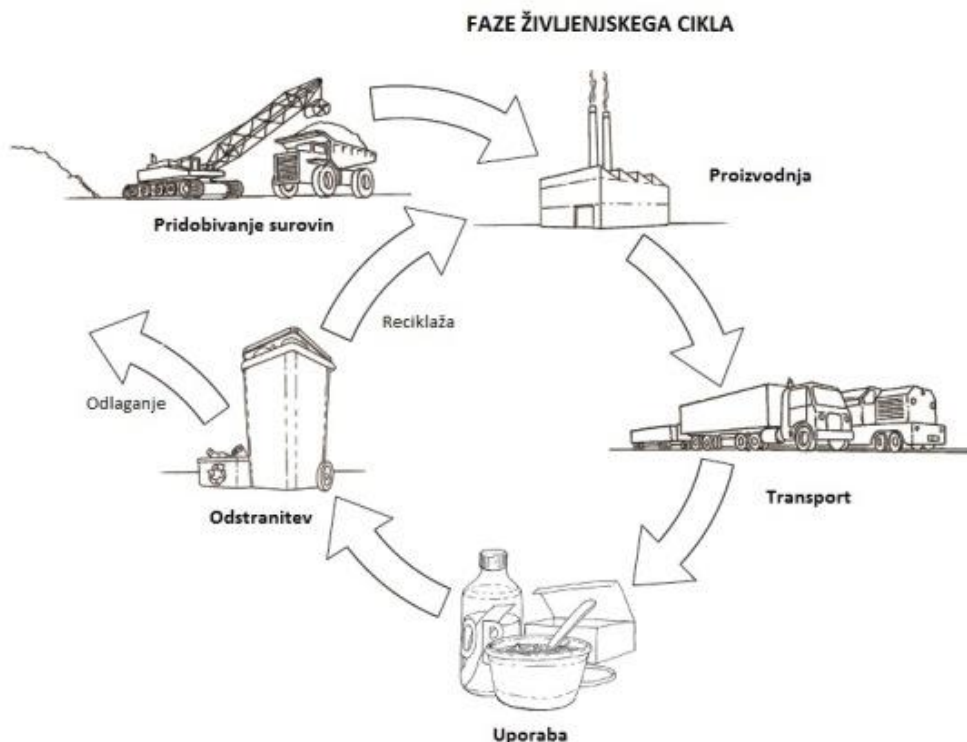 FAZE ŽIVLJENJSKEGA CIKLA
Proizvodnja
Pridobivanje surovin
Reciklaža
Odlaganje
Transport
Odstranitev
Uporaba